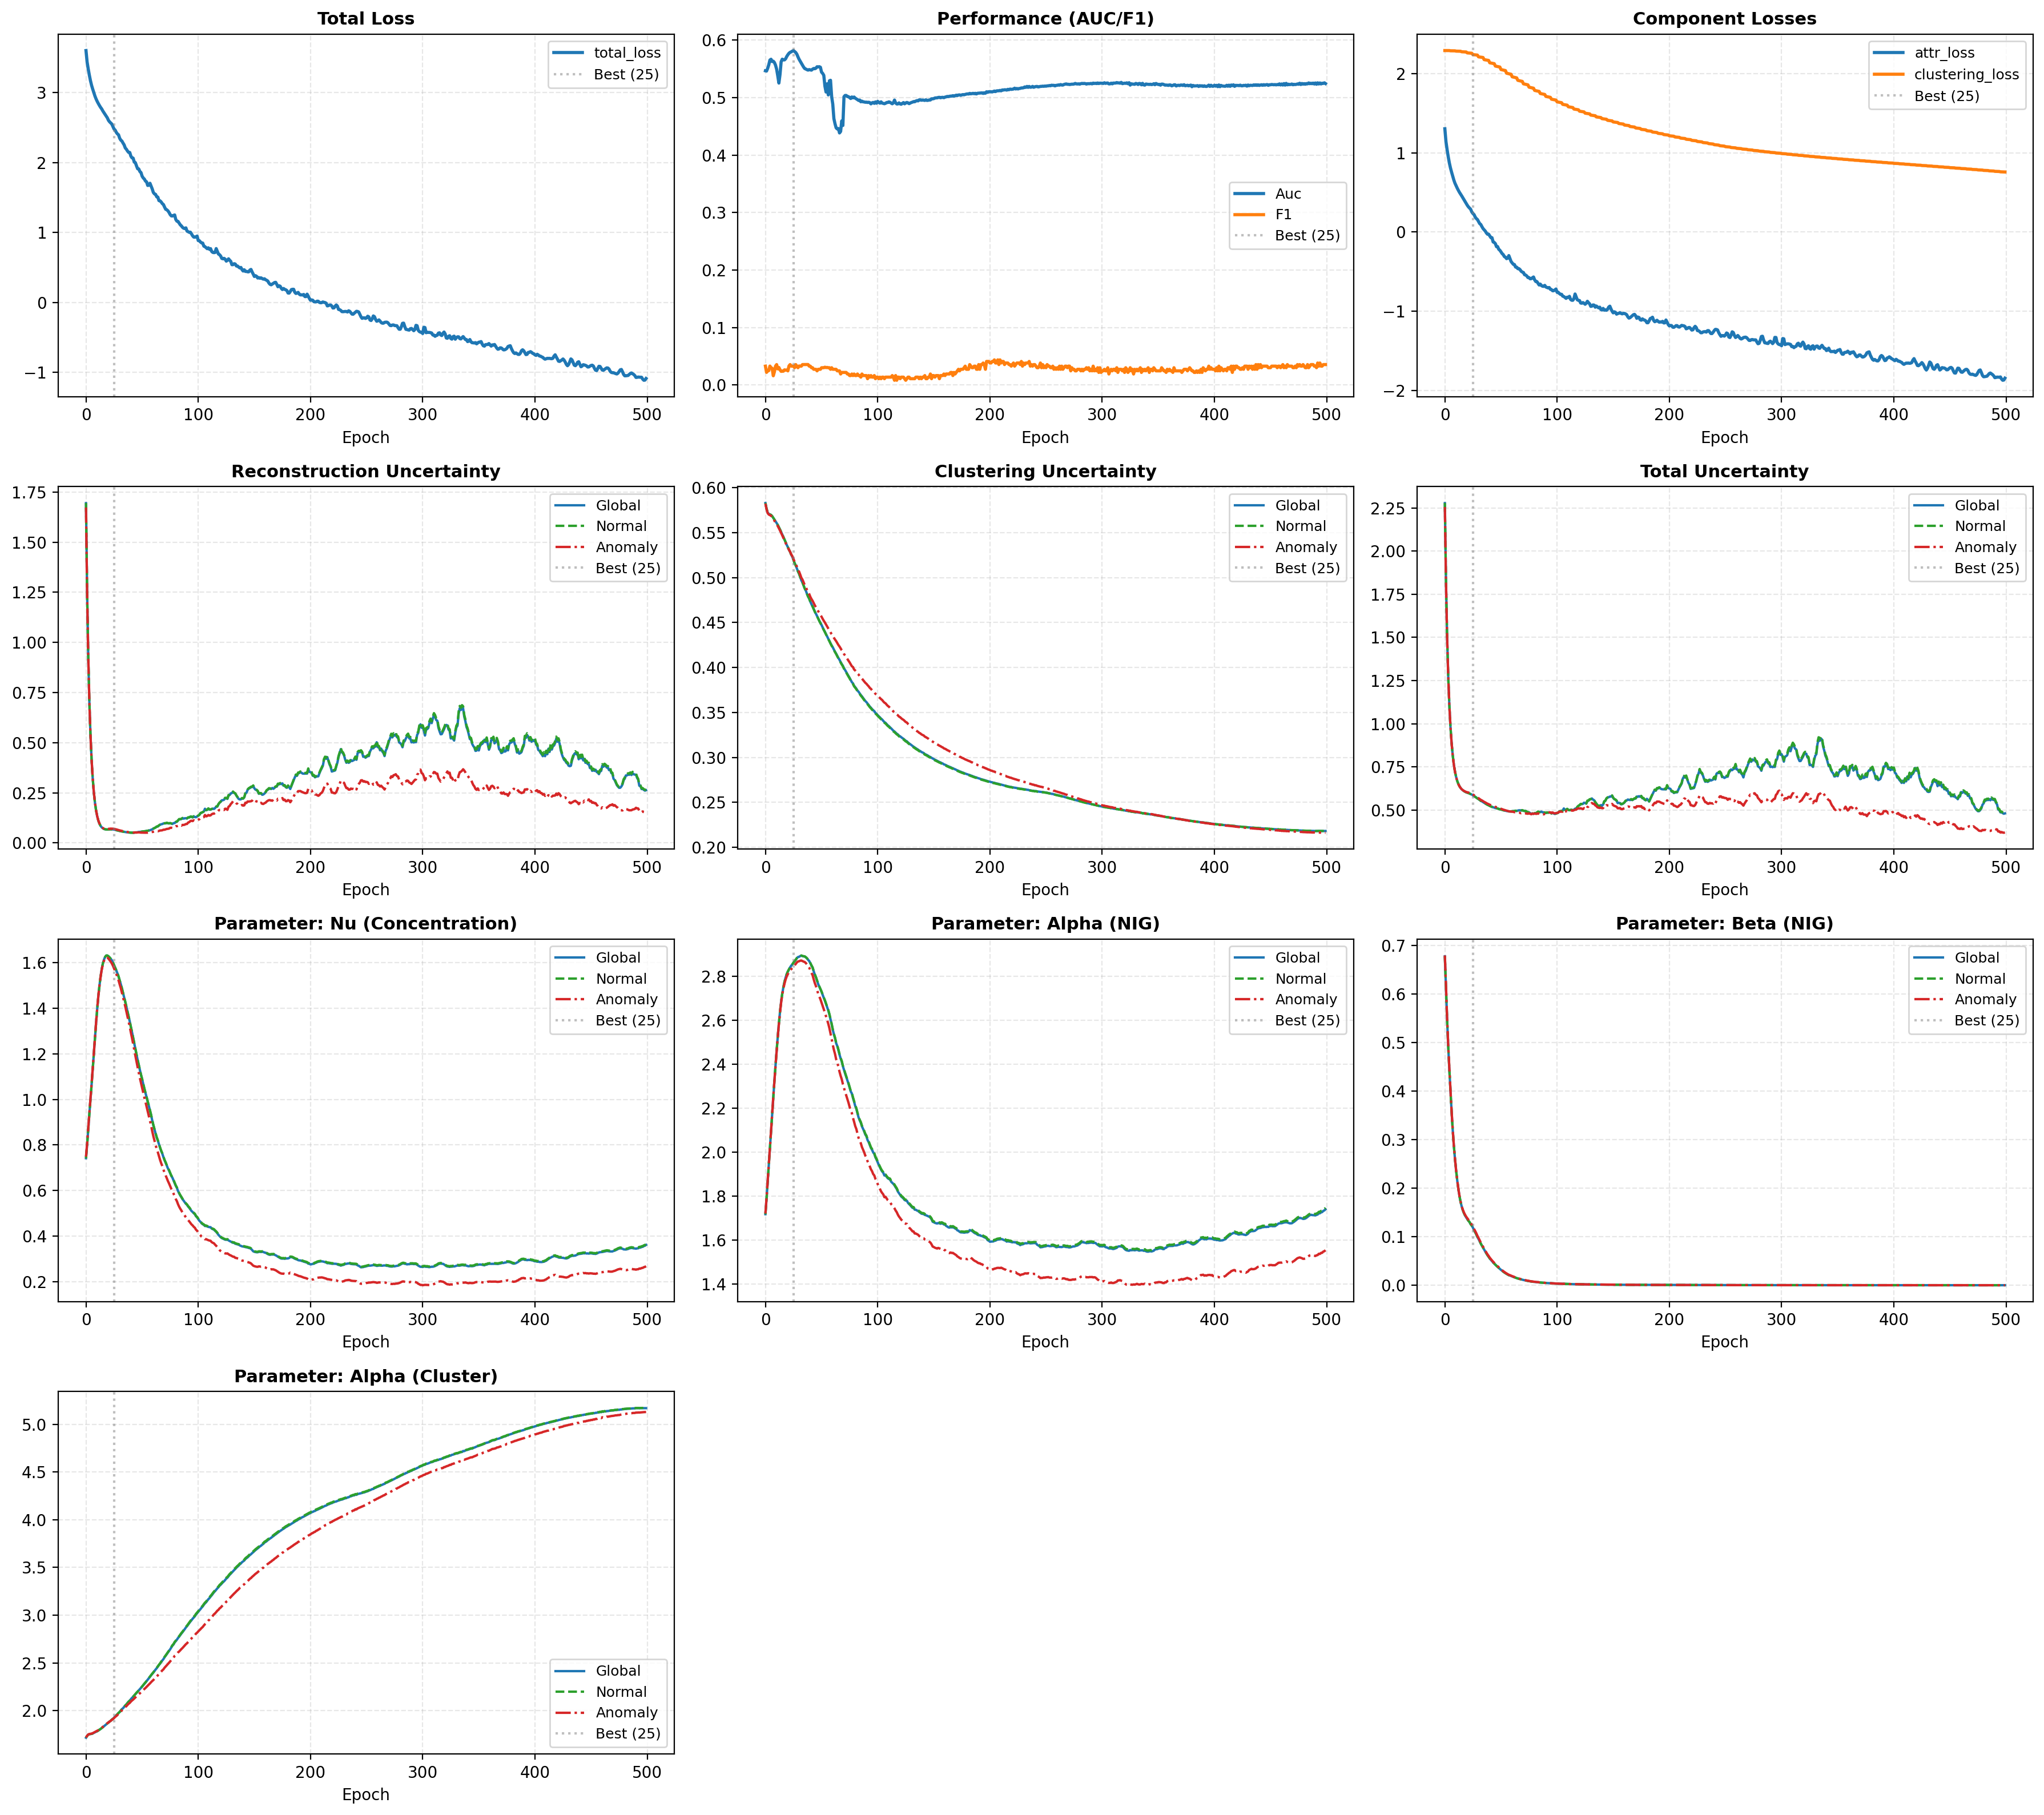 Total Loss
total_loss
Best (25)
3
2
1
0
−1
0 100 200 300 400 500
Epoch
Performance (AUC/F1)
0.6
0.5
0.4
0.3
0.2
0.1
0.0
Auc
F1
Best (25)
0 100 200 300 400 500
Epoch
Component Losses
attr_loss
clustering_loss
Best (25)
2
1
0
−1
−2
0 100 200 300 400 500
Epoch
Reconstruction Uncertainty
1.75
1.50
1.25
1.00
0.75
0.50
0.25
0.00
Global
Normal
Anomaly
Best (25)
0 100 200 300 400 500
Epoch
Clustering Uncertainty
0.60
0.55
0.50
0.45
0.40
0.35
0.30
0.25
0.20
Global
Normal
Anomaly
Best (25)
0 100 200 300 400 500
Epoch
Total Uncertainty
2.25
2.00
1.75
1.50
1.25
1.00
0.75
0.50
Global
Normal
Anomaly
Best (25)
0 100 200 300 400 500
Epoch
Parameter: Nu (Concentration)
1.6
1.4
1.2
1.0
0.8
0.6
0.4
0.2
Global
Normal
Anomaly
Best (25)
0 100 200 300 400 500
Epoch
Parameter: Alpha (NIG)
2.8
2.6
2.4
2.2
2.0
1.8
1.6
1.4
Global
Normal
Anomaly
Best (25)
0 100 200 300 400 500
Epoch
Parameter: Beta (NIG)
0.7
0.6
0.5
0.4
0.3
0.2
0.1
0.0
Global
Normal
Anomaly
Best (25)
0 100 200 300 400 500
Epoch
Parameter: Alpha (Cluster)
5.0
4.5
4.0
3.5
3.0
2.5
2.0
Global
Normal
Anomaly
Best (25)
0 100 200 300 400 500
Epoch